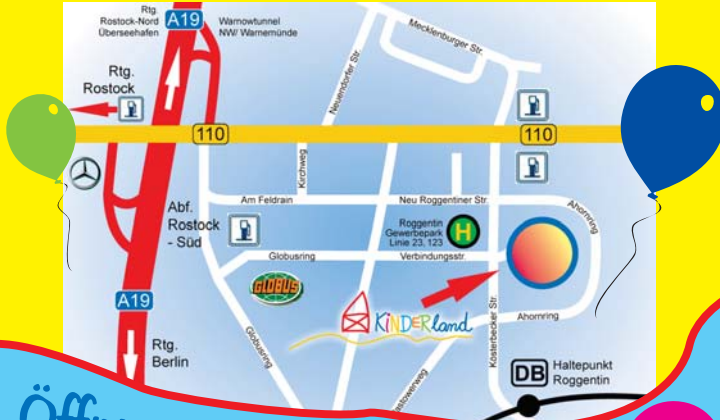 Rtg.
Rostock-Nord
Überseehafen
A19
Warnowtunnel
NW/ Warnemünde
Mecklenburger Str.
Neuendorfer Str.
Rtg.
Rostock
110
110
Kirchweg
Am Feldrain
Neu Roggentiner Str.
Ahornring
Abf.
Rostock
- Süd
Roggentin
Gewerbepark
Linie 23, 123
H
Globusring
Verbindungsstr.
GLOBUS
KiNDERland
A19
Kösterbecker Str.
Ahornring
Rtg.
Berlin
Globusring
DB
Haltepunkt
Roggentin